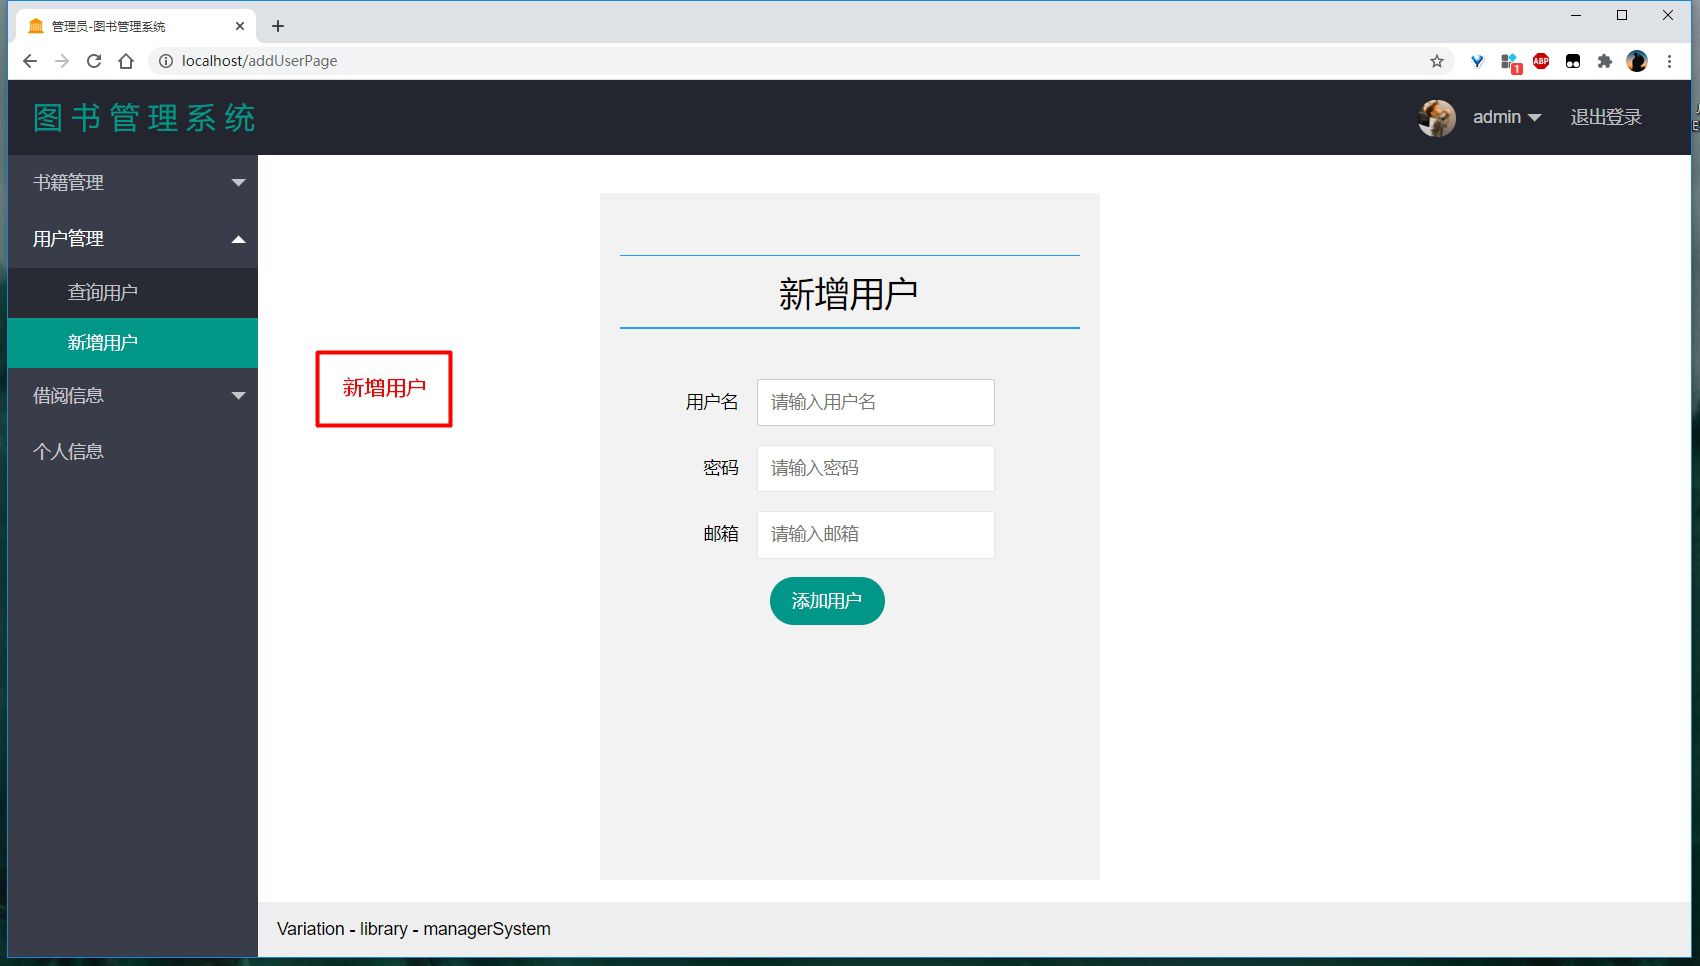 管理员-图书管理系统
localhost/addUserPage
1
ABP
图书管理系统
admin
退出登录
书籍管理
用户管理
查询用户
新增用户
借阅信息
个人信息
新增用户
新增用户
用户名
请输入用户名
密码
请输入密码
邮箱
请输入邮箱
添加用户
Variation - library - managerSystem